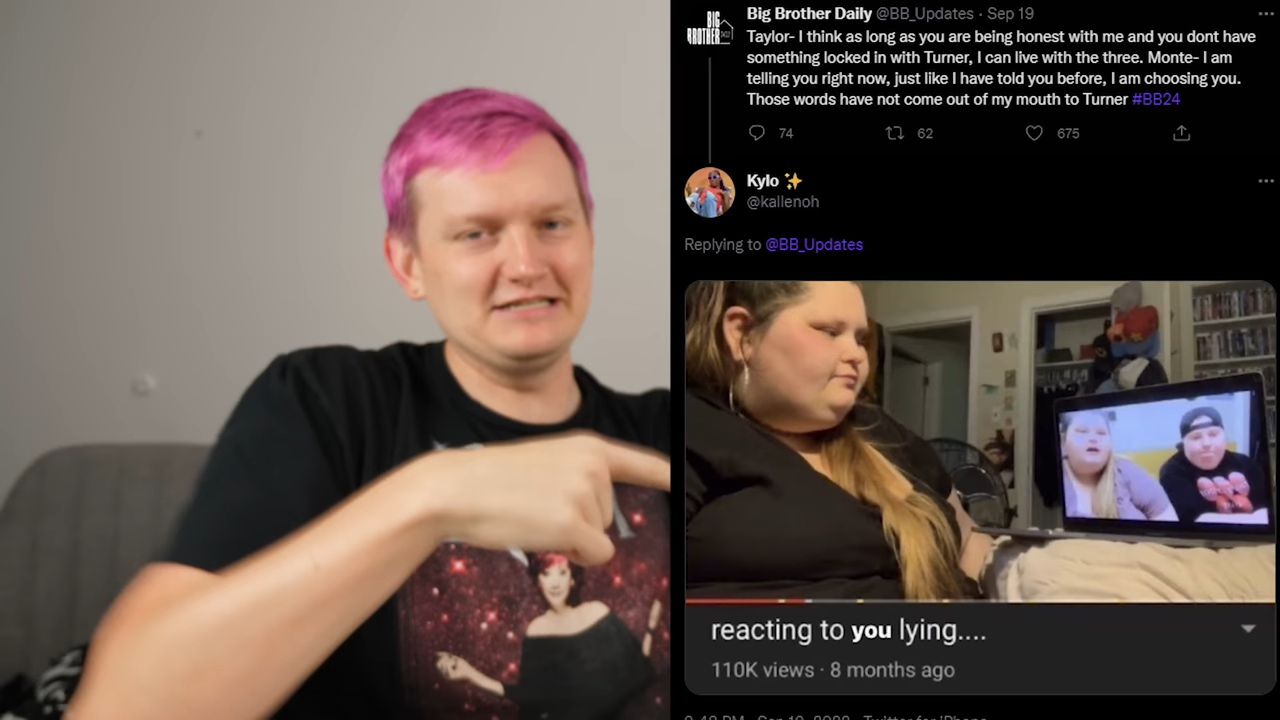 BIG BROTHER
Big Brother Daily @BB_Updates · Sep 19
Taylor- I think as long as you are being honest with me and you dont have
something locked in with Turner, I can live with the three. Monte- I am
telling you right now, just like I have told you before, I am choosing you.
Those words have not come out of my mouth to Turner #BB24
74 62 675
Kylo ✨
@kallenoh
Replying to @BB_Updates
reacting to you lying....
110K views · 8 months ago